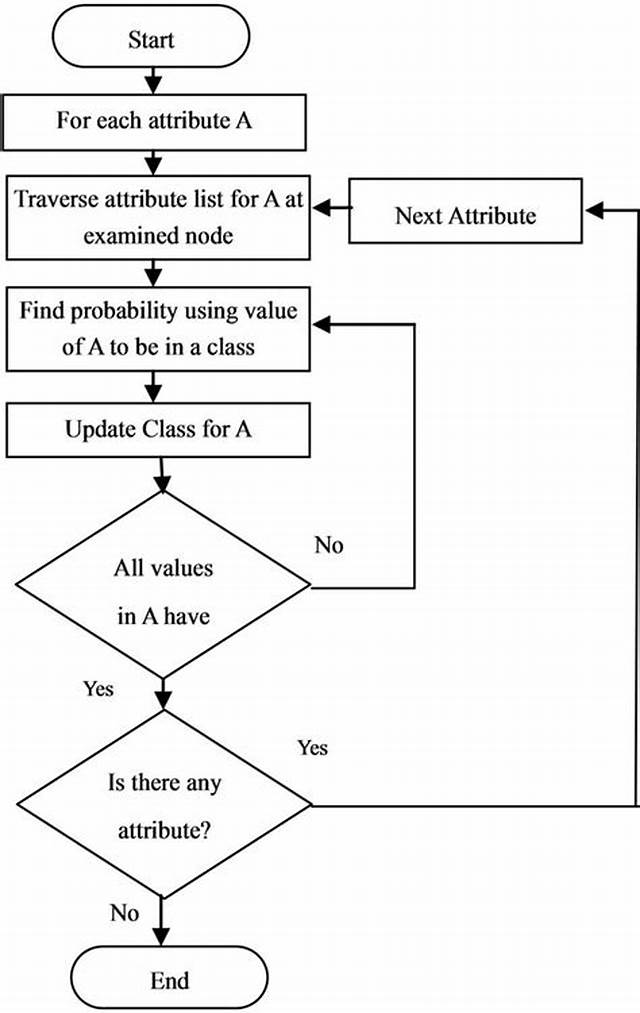 Start
For each attribute A
Traverse attribute list for A at
examined node
Next Attribute
Find probability using value
of A to be in a class
Update Class for A
No
All values
in A have
Yes
Yes
Is there any
attribute?
No
End